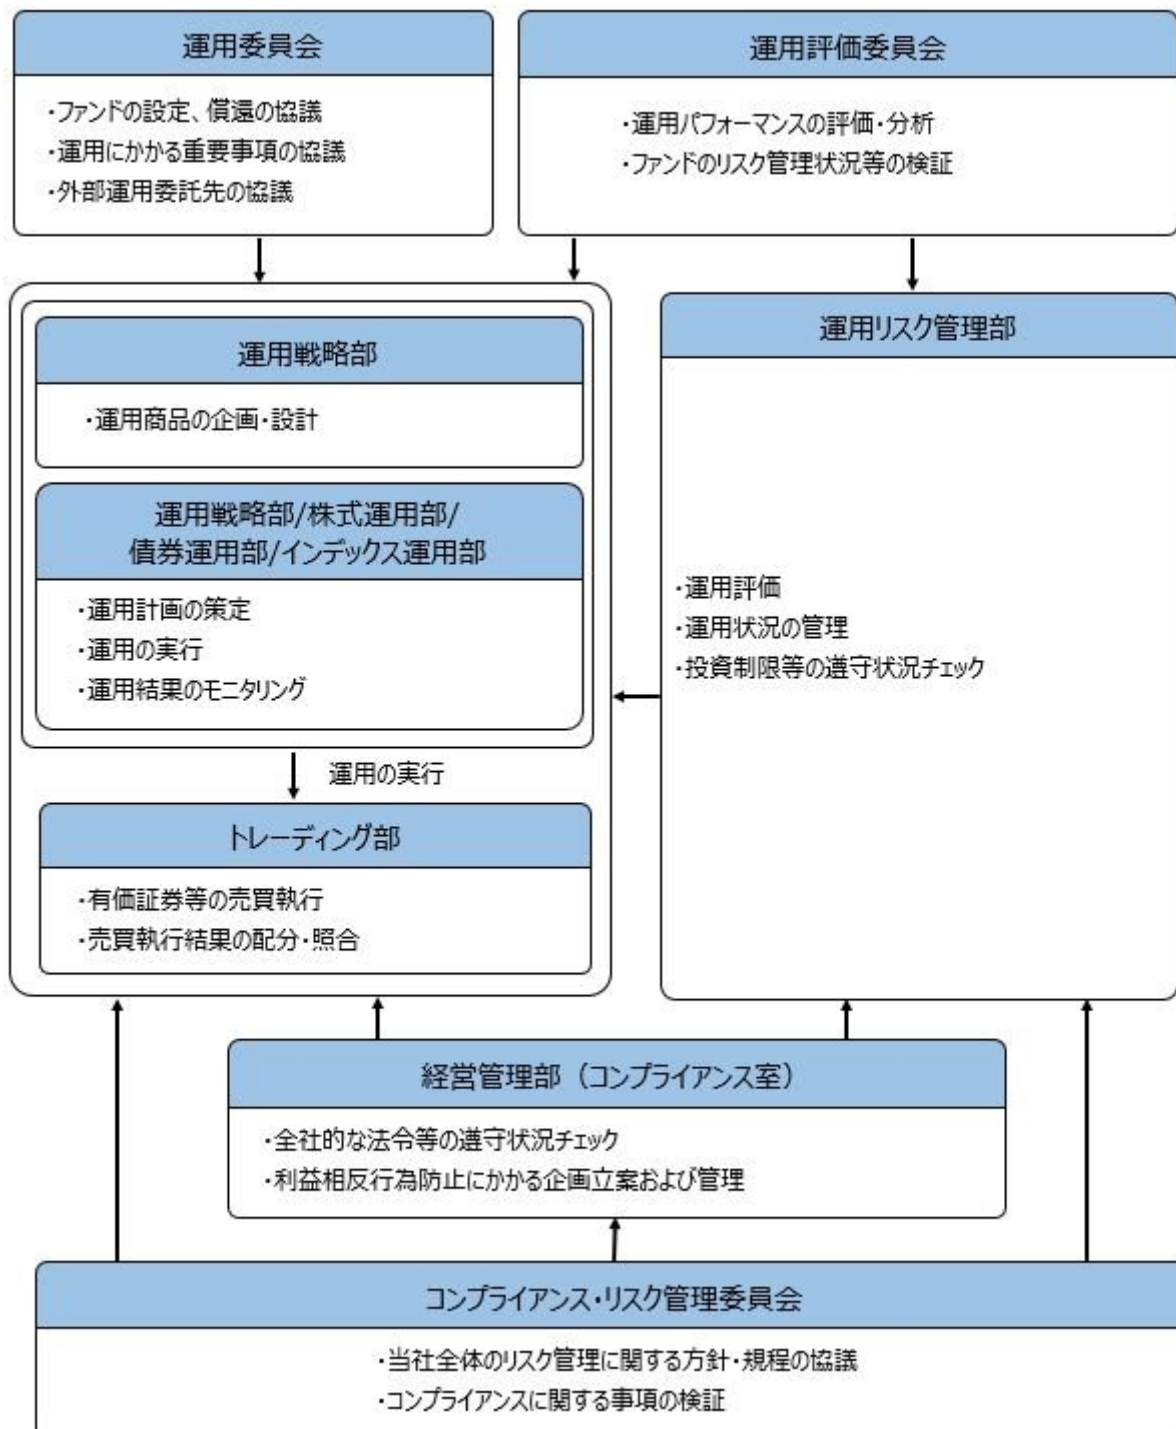 運用委員会
・ファンドの設定、償還の協議
・運用にかかる重要事項の協議
・外部運用委託先の協議
運用評価委員会
・運用パフォーマンスの評価・分析
・ファンドのリスク管理状況等の検証
運用戦略部
・運用商品の企画・設計
運用戦略部/株式運用部/
債券運用部/インデックス運用部
・運用計画の策定
・運用の実行
・運用結果のモニタリング
運用の実行
トレーディング部
・有価証券等の売買執行
・売買執行結果の配分・照合
運用リスク管理部
・運用評価
・運用状況の管理
・投資制限等の遵守状況チェック
経営管理部（コンプライアンス室）
・全社的な法令等の遵守状況チェック
・利益相反行為防止にかかる企画立案および管理
コンプライアンス・リスク管理委員会
・当社全体のリスク管理に関する方針・規程の協議
・コンプライアンスに関する事項の検証